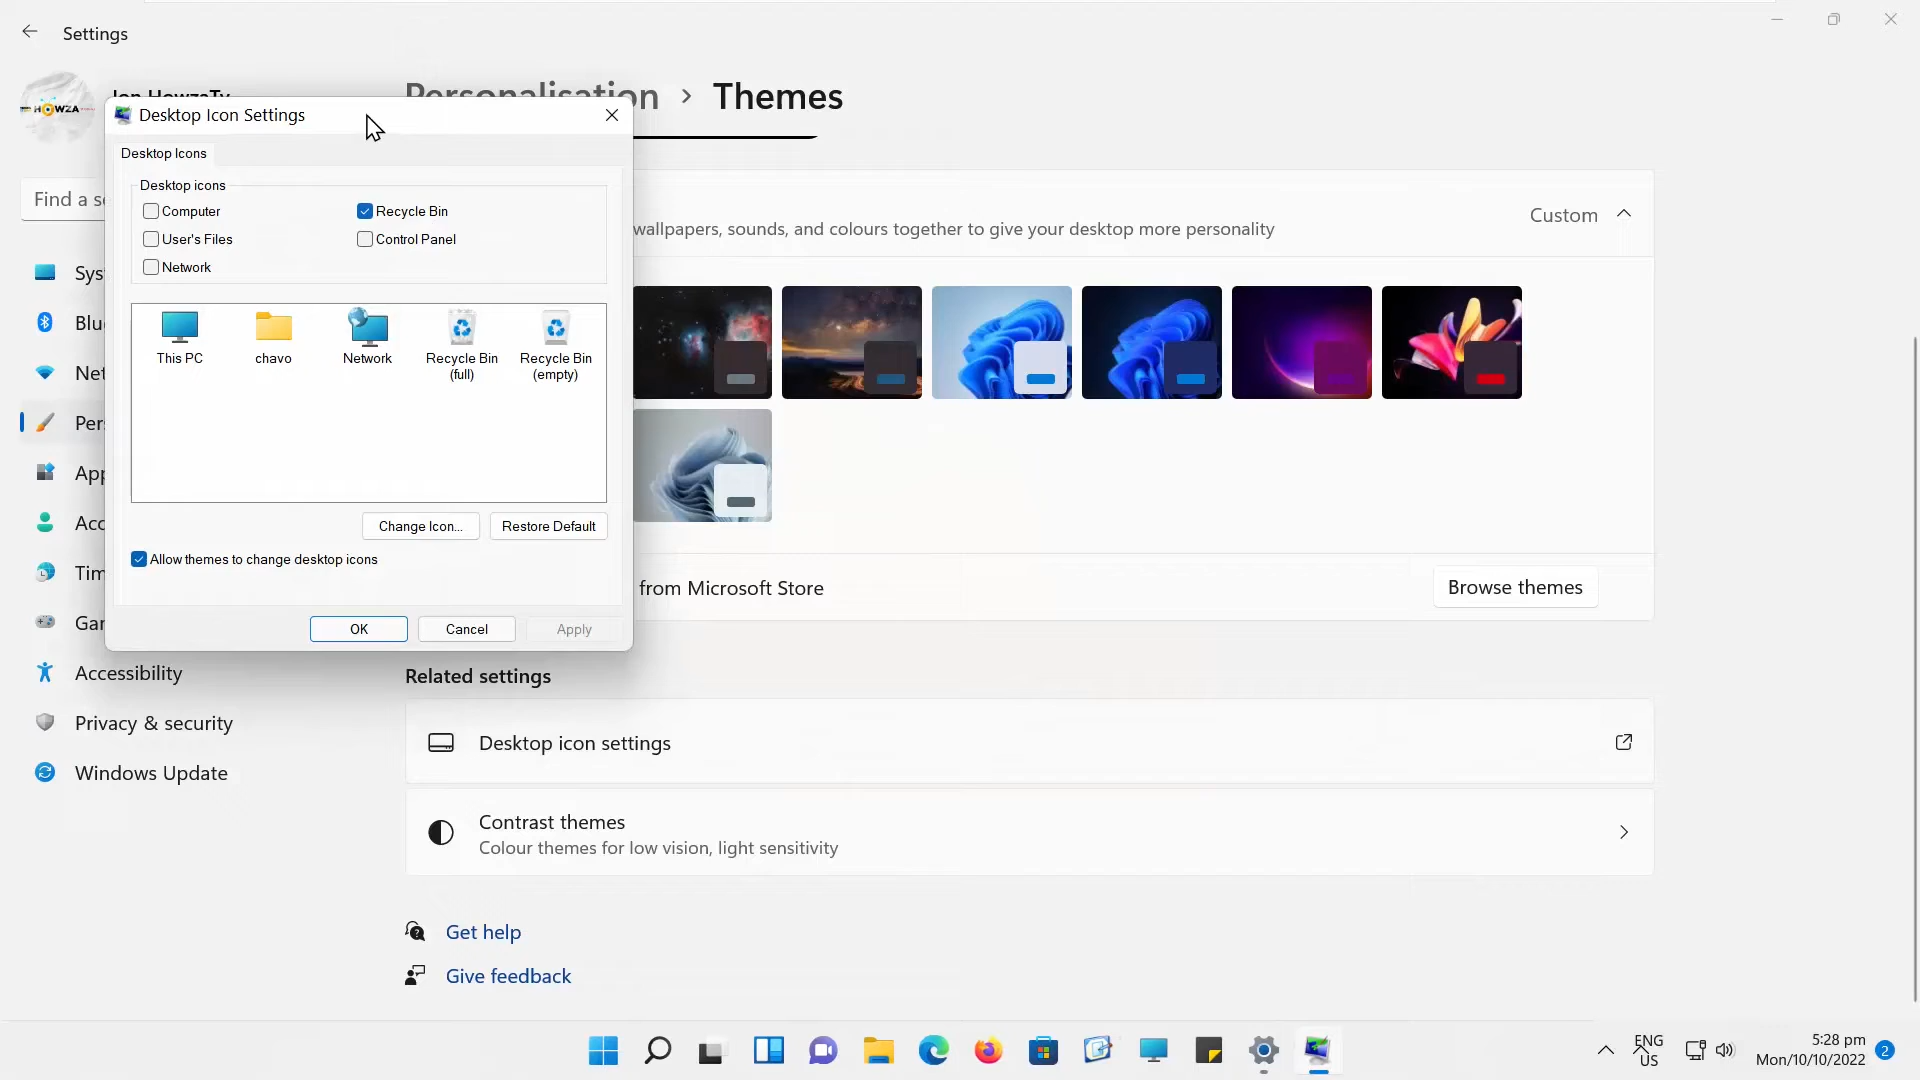 Settings
Personalisation > Themes
Jon HowzaTv
HOWZA
Desktop Icon Settings
Desktop Icons
Desktop icons
Computer
Recycle Bin
User's Files
Control Panel
Network
This PC
chavo
Network
Recycle Bin
(full)
Recycle Bin
(empty)
Change Icon...
Restore Default
Allow themes to change desktop icons
OK
Cancel
Apply
Find a s
Sys
Blu
Net
Pers
App
Acc
Tim
Gar
Accessibility
Privacy & security
Windows Update
Custom
wallpapers, sounds, and colours together to give your desktop more personality
from Microsoft Store
Browse themes
Related settings
Desktop icon settings
Contrast themes
Colour themes for low vision, light sensitivity
Get help
Give feedback
ENG
US
5:28 pm
Mon/10/10/2022
2